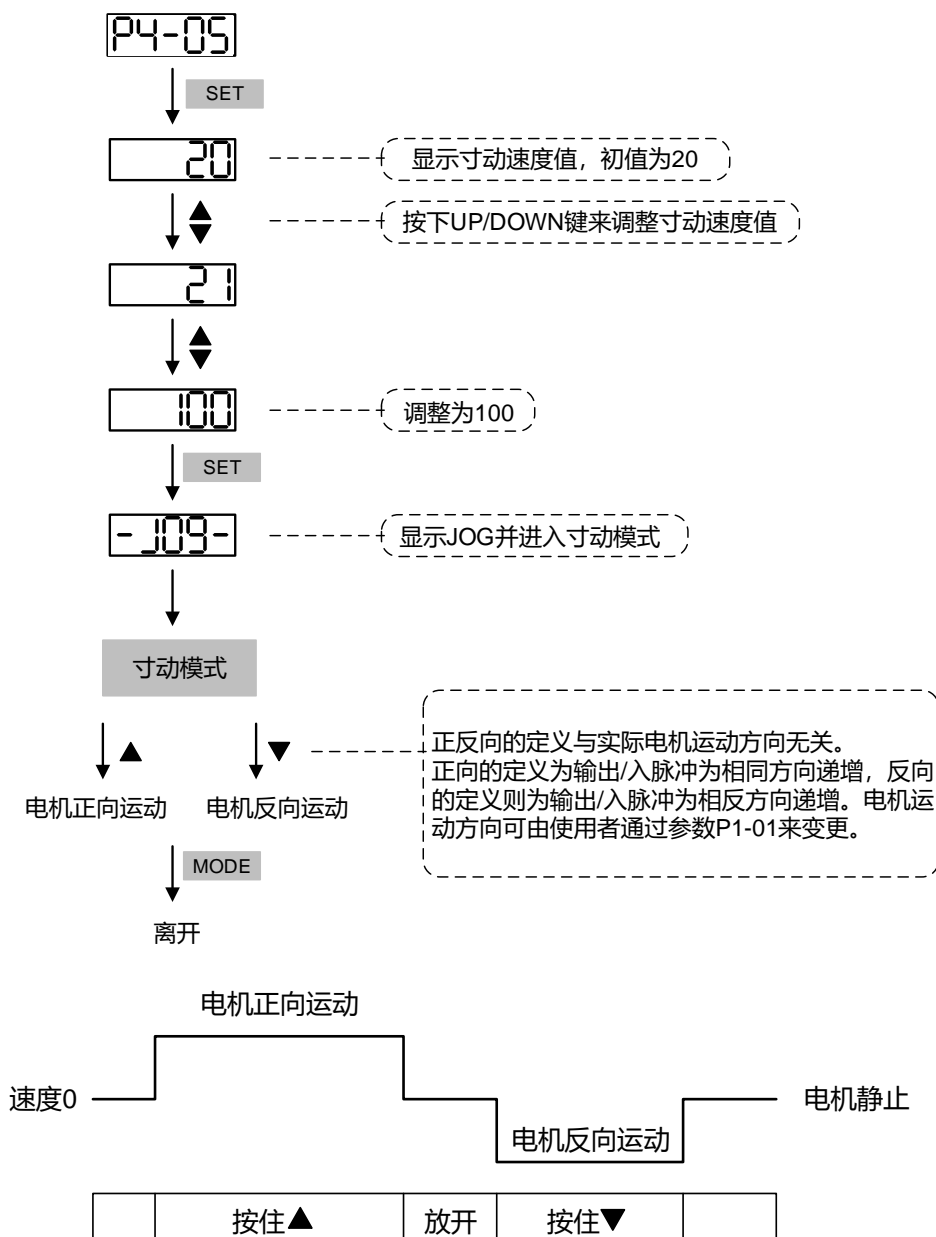 P4-05
SET
20
显示寸动速度值，初值为20
▲
▼
按下UP/DOWN键来调整寸动速度值
21
▲
▼
100
调整为100
SET
-JOG-
显示JOG并进入寸动模式
寸动模式
▲
▼
正反向的定义与实际电机运动方向无关。
正向的定义为输出/入脉冲为相同方向递增，反向
的定义则为输出/入脉冲为相反方向递增。电机运
动方向可由使用者通过参数P1-01来变更。
电机正向运动
电机反向运动
MODE
离开
电机正向运动
速度0
电机静止
电机反向运动
按住▲
放开
按住▼